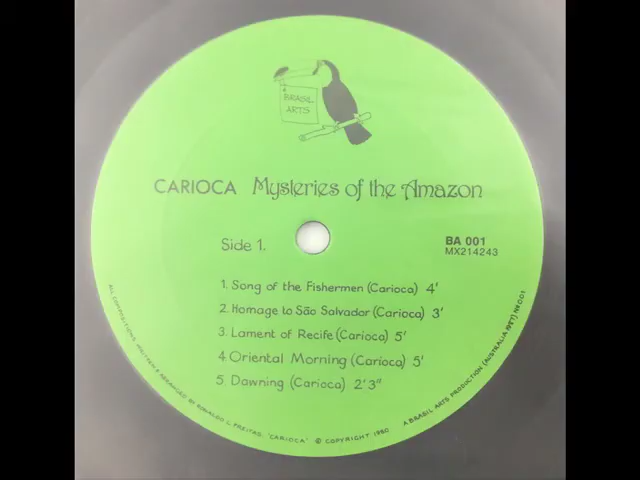 BRASIL
ARTS
CARIOCA Mysteries of the Amazon
Side 1.
BA 001
MX214243
1. Song of the Fishermen (Carioca) 4'
2. Homage to São Salvador (Carioca) 3'
3. Lament of Recife (Carioca) 5'
4. Oriental Morning (Carioca) 5'
5. Dawning (Carioca) 2'3"
ALL COMPOSITIONS WRITTEN & ARRANGED BY RONALDO L. FREITAS. 'CARIOCA' © COPYRIGHT 1980 A BRASIL ARTS PRODUCTION (AUSTRALIA